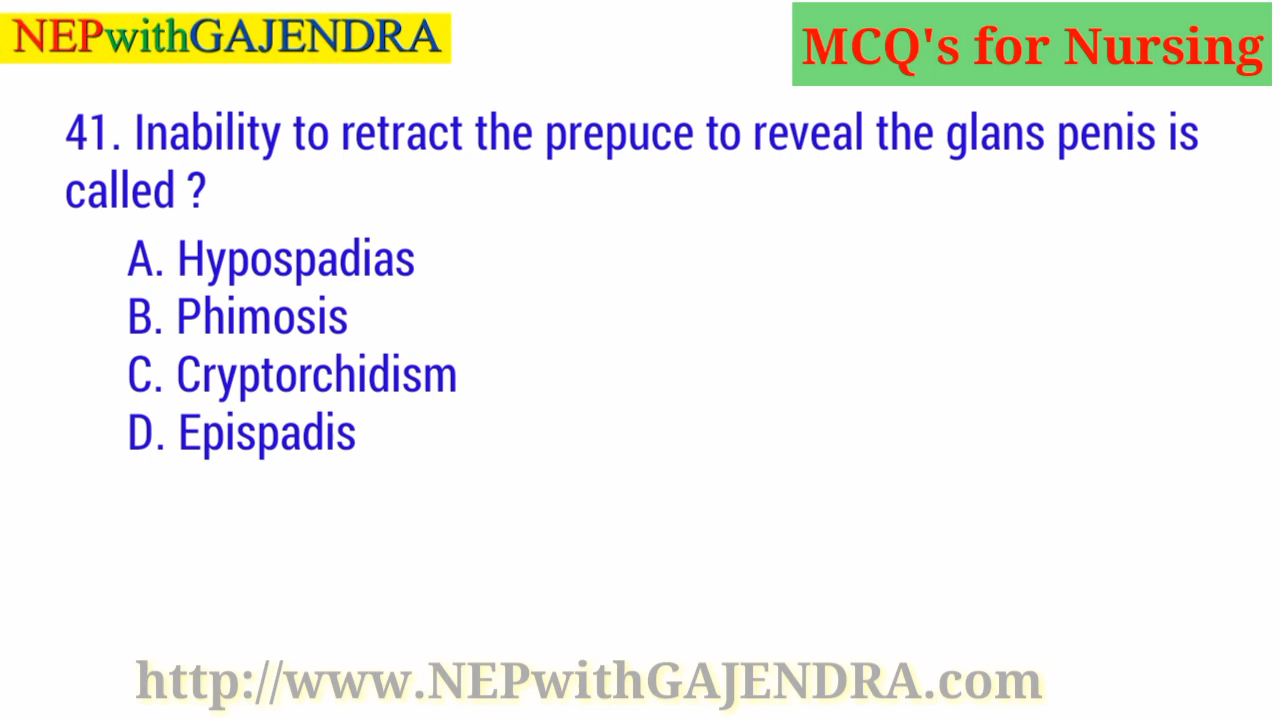 NEPwithGAJENDRA
MCQ's for Nursing
41. Inability to retract the prepuce to reveal the glans penis is
called ?
A. Hypospadias
B. Phimosis
C. Cryptorchidism
D. Epispadis
http://www.NEPwithGAJENDRA.com